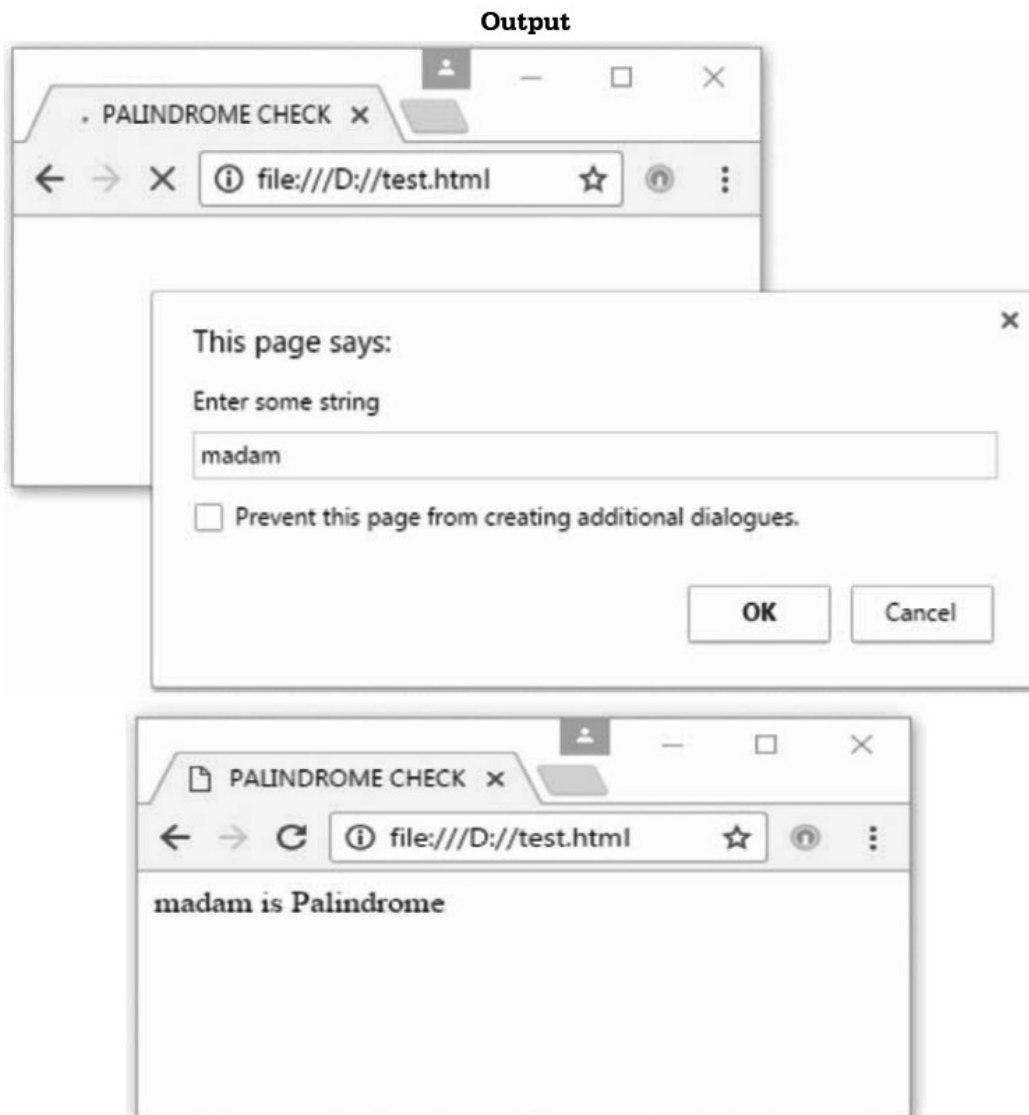 Output
PALINDROME CHECK
file:///D://test.html
This page says:
Enter some string
madam
Prevent this page from creating additional dialogues.
OK
Cancel
PALINDROME CHECK
file:///D://test.html
madam is Palindrome